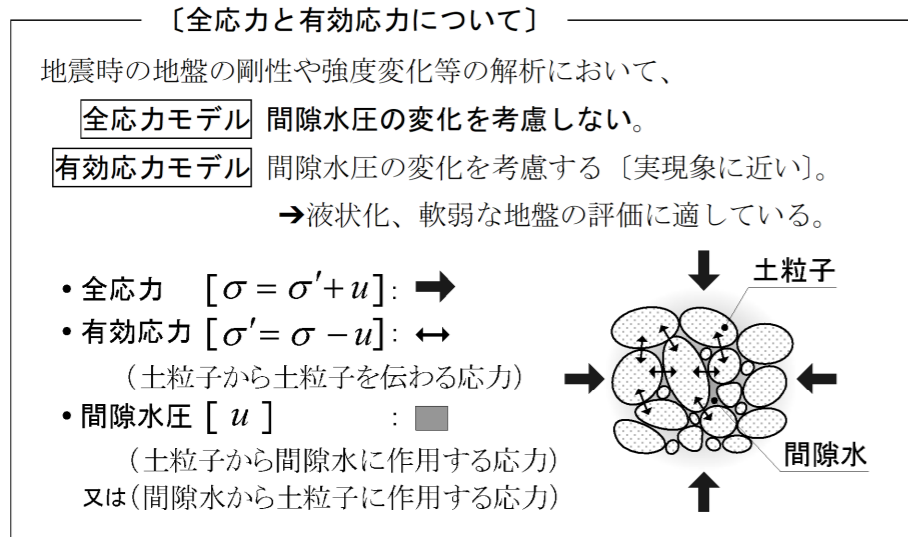 〔全応力と有効応力について〕
地震時の地盤の剛性や強度変化等の解析において、
全応力モデル 間隙水圧の変化を考慮しない。
有効応力モデル 間隙水圧の変化を考慮する〔実現象に近い〕。
➔液状化、軟弱な地盤の評価に適している。
土粒子
• 全応力 [σ = σ′+ u]: ➡
• 有効応力 [σ′= σ − u]: ↔
(土粒子から土粒子を伝わる応力)
• 間隙水圧 [ u ] :
間隙水
(土粒子から間隙水に作用する応力)
又は(間隙水から土粒子に作用する応力)